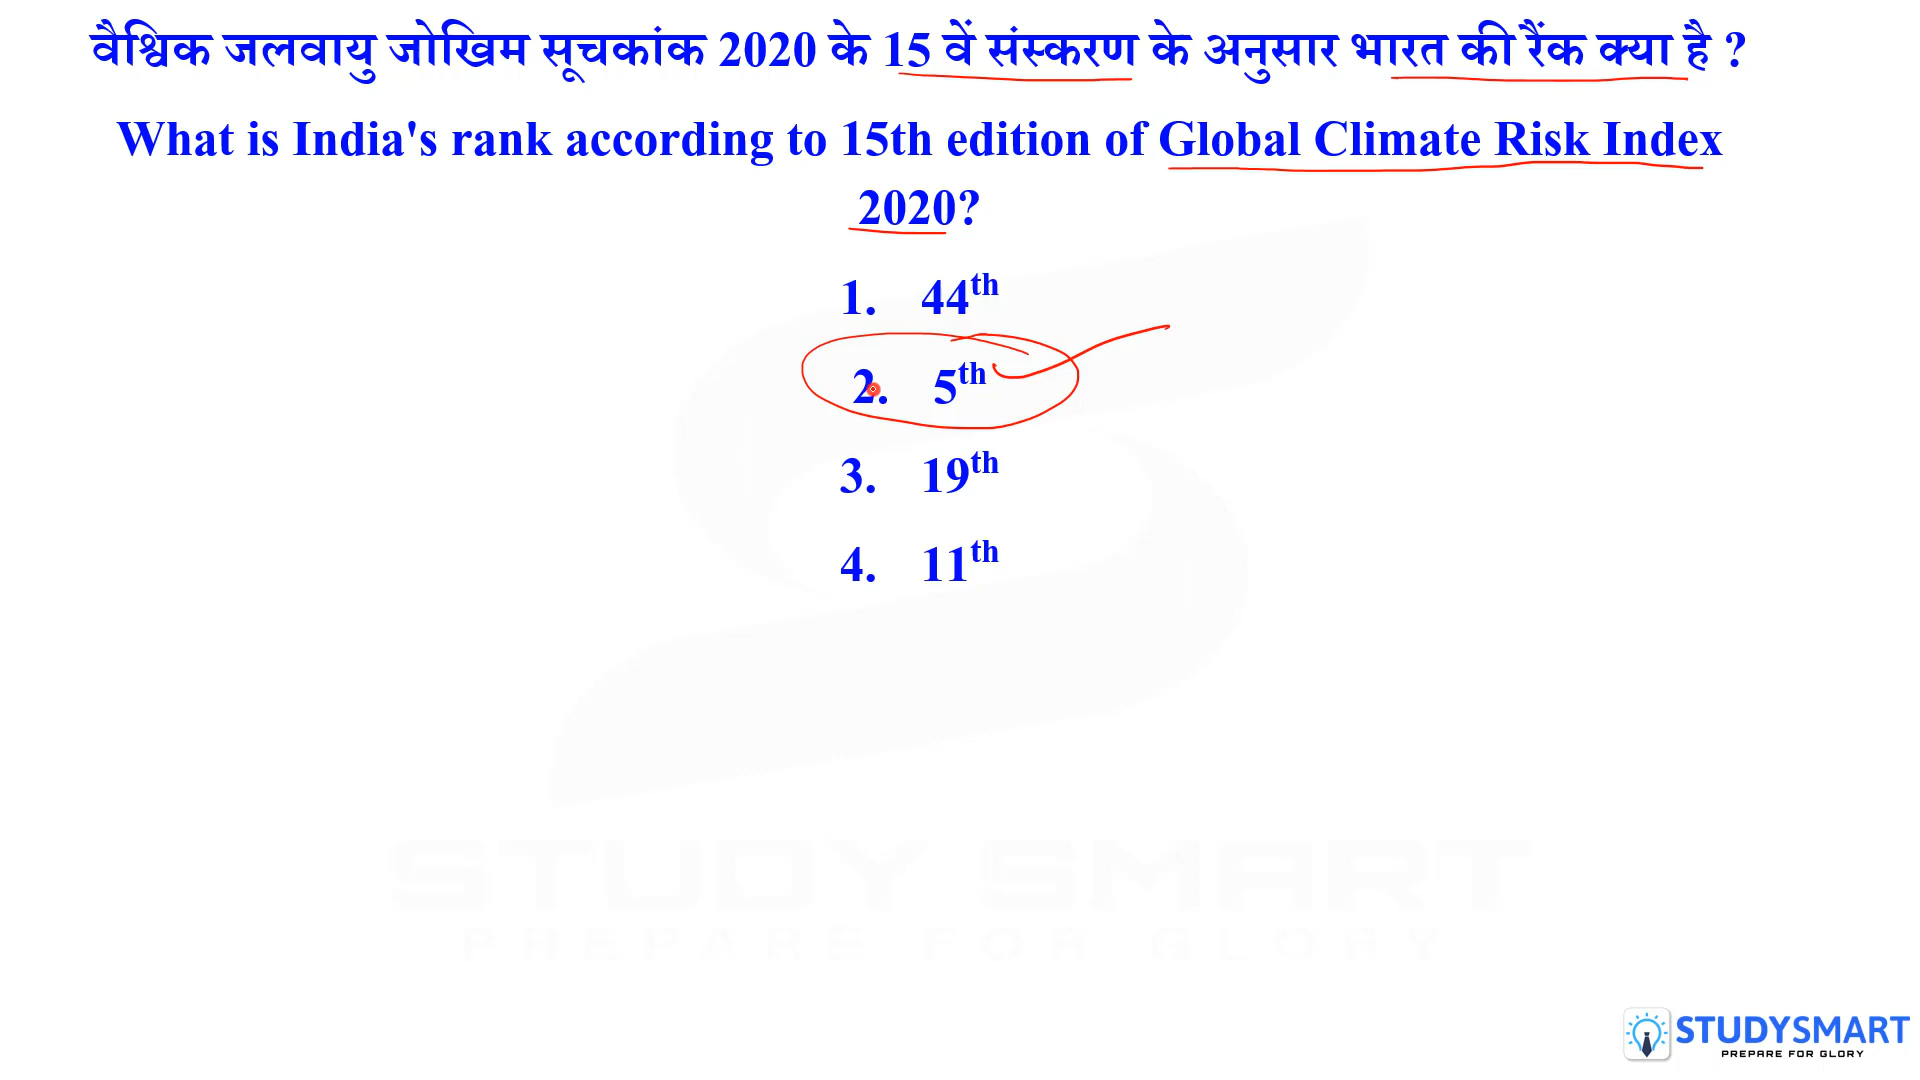 वैश्विक जलवायु जोखिम सूचकांक 2020 के 15 वें संस्करण के अनुसार भारत की रैंक क्या है ?
What is India's rank according to 15th edition of Global Climate Risk Index
2020?
1. 44th
2. 5th
3. 19th
4. 11th
STUDY SMART
PREPARE FOR GLORY
STUDYSMART
PREPARE FOR GLORY